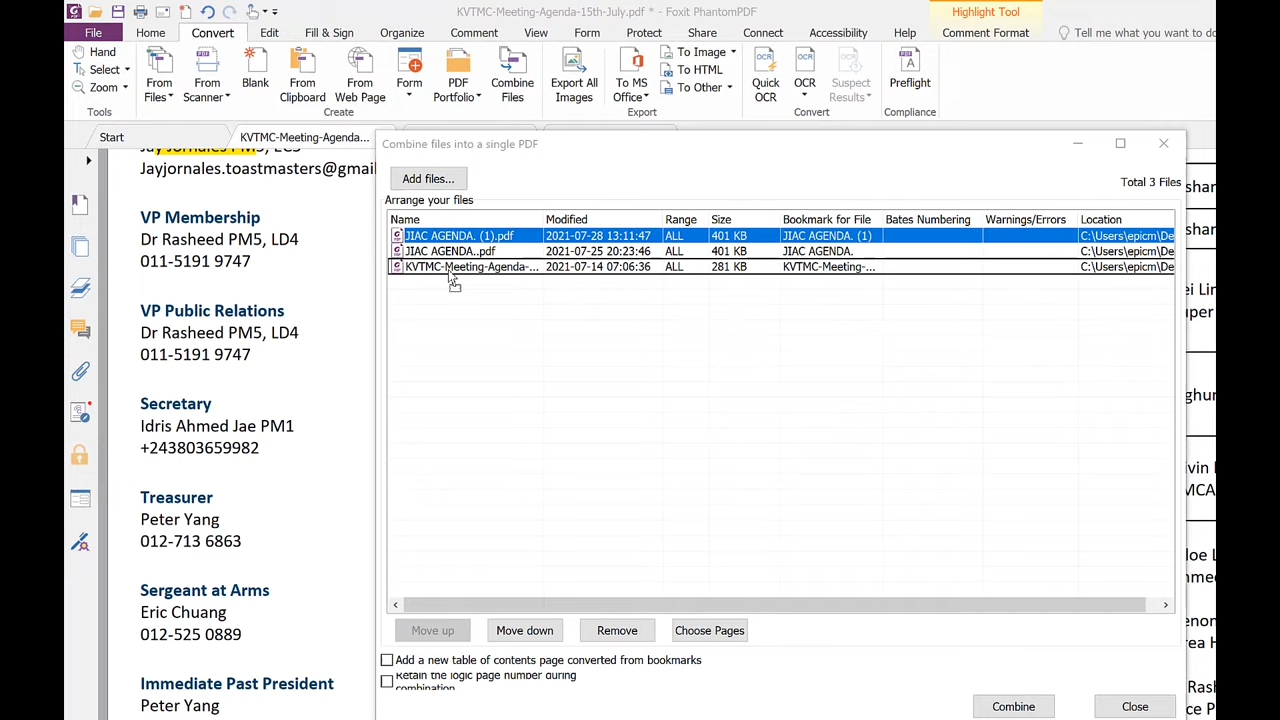 KVTMC-Meeting-Agenda-15th-July.pdf * - Foxit PhantomPDF
Highlight Tool
File Home Convert Edit Fill & Sign Organize Comment View Form Protect Share Connect Accessibility Help Comment Format Tell me what you want to
Hand
Select
Zoom
Tools
From Files
From Scanner
Blank
From Clipboard
From Web Page
Form
PDF Portfolio
Combine Files
Create
Export All Images
To MS Office
To Image
To HTML
To Other
Export
Quick OCR
OCR
Suspect Results
Convert
Preflight
Compliance
Start
KVTMC-Meeting-Agenda...
Jayjornales.toastmasters@gmai
VP Membership
Dr Rasheed PM5, LD4
011-5191 9747
VP Public Relations
Dr Rasheed PM5, LD4
011-5191 9747
Secretary
Idris Ahmed Jae PM1
+243803659982
Treasurer
Peter Yang
012-713 6863
Sergeant at Arms
Eric Chuang
012-525 0889
Immediate Past President
Peter Yang
Combine files into a single PDF
Add files...
Total 3 Files
Arrange your files
Name Modified Range Size Bookmark for File Bates Numbering Warnings/Errors Location
JIAC AGENDA. (1).pdf 2021-07-28 13:11:47 ALL 401 KB JIAC AGENDA. (1) C:\Users\epicm\De
JIAC AGENDA..pdf 2021-07-25 20:23:46 ALL 401 KB JIAC AGENDA. C:\Users\epicm\De
KVTMC-Meeting-Agenda-... 2021-07-14 07:06:36 ALL 281 KB KVTMC-Meeting-... C:\Users\epicm\De
Move up Move down Remove Choose Pages
Add a new table of contents page converted from bookmarks
Retain the logic page number during
combination
Combine Close